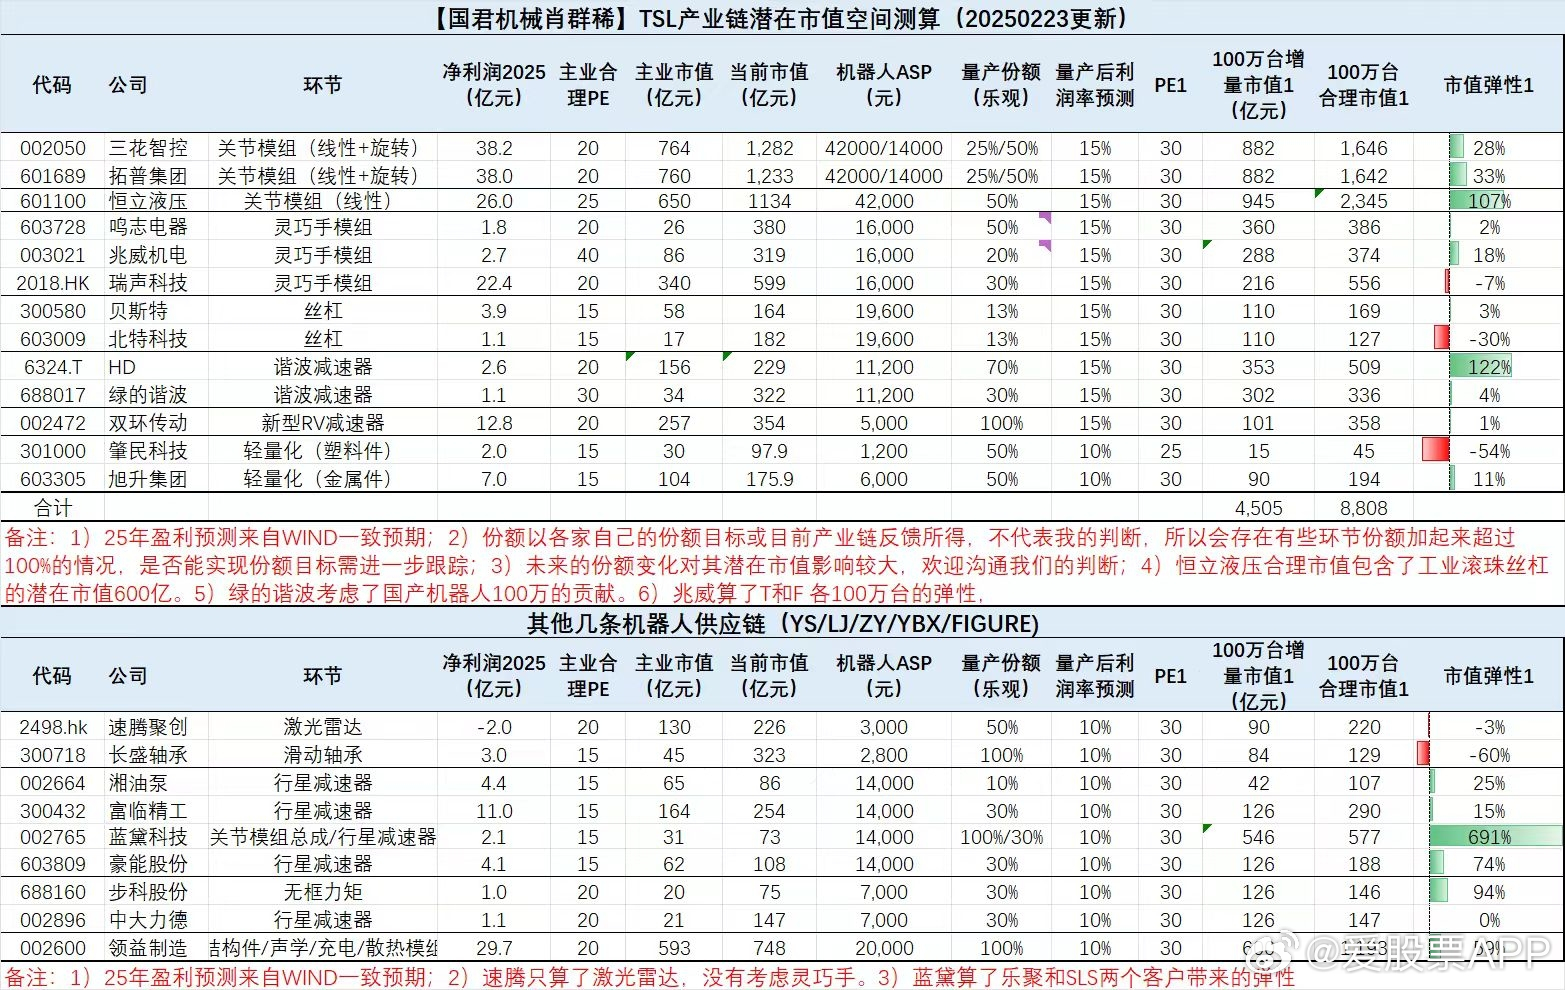 【国君机械肖群稀】TSL产业链潜在市值空间测算（20250223更新）
代码 公司 环节 净利润2025（亿元） 主业合理PE 主业市值（亿元） 当前市值（亿元） 机器人ASP（元） 量产份额（乐观） 量产后利润率预测 PE1 100万台增量市值1（亿元） 100万台合理市值1 市值弹性1
002050 三花智控 关节模组（线性+旋转） 38.2 20 764 1,282 42000/14000 25%/50% 15% 30 882 1,646 28%
601689 拓普集团 关节模组（线性+旋转） 38.0 20 760 1,233 42000/14000 25%/50% 15% 30 882 1,642 33%
601100 恒立液压 关节模组（线性） 26.0 25 650 1134 42,000 50% 15% 30 945 2,345 107%
603728 鸣志电器 灵巧手模组 1.8 20 26 380 16,000 50% 15% 30 360 386 2%
003021 兆威机电 灵巧手模组 2.7 40 86 319 16,000 20% 15% 30 288 374 18%
2018.HK 瑞声科技 灵巧手模组 22.4 20 340 599 16,000 30% 15% 30 216 556 -7%
300580 贝斯特 丝杠 3.9 15 58 164 19,600 13% 15% 30 110 169 3%
603009 北特科技 丝杠 1.1 15 17 182 19,600 13% 15% 30 110 127 -30%
6324.T HD 谐波减速器 2.6 20 156 229 11,200 70% 15% 30 353 509 122%
688017 绿的谐波 谐波减速器 1.1 30 34 322 11,200 30% 15% 30 302 336 4%
002472 双环传动 新型RV减速器 12.8 20 257 354 5,000 100% 15% 30 101 358 1%
301000 肇民科技 轻量化（塑料件） 2.0 15 30 97.9 1,200 50% 10% 25 15 45 -54%
603305 旭升集团 轻量化（金属件） 7.0 15 104 175.9 6,000 50% 10% 30 90 194 11%
合计 4,505 8,808
备注：1）25年盈利预测来自WIND一致预期；2）份额以各家自己的份额目标或目前产业链反馈所得，不代表我的判断，所以会存在有些环节份额加起来超过
100%的情况，是否能实现份额目标需进一步跟踪；3）未来的份额变化对其潜在市值影响较大，欢迎沟通我们的判断；4）恒立液压合理市值包含了工业滚珠丝杠
的潜在市值600亿。5）绿的谐波考虑了国产机器人100万的贡献。6）兆威算了T和F 各100万台的弹性，
其他几条机器人供应链（YS/LJ/ZY/YBX/FIGURE)
代码 公司 环节 净利润2025（亿元） 主业合理PE 主业市值（亿元） 当前市值（亿元） 机器人ASP（元） 量产份额（乐观） 量产后利润率预测 PE1 100万台增量市值1（亿元） 100万台合理市值1 市值弹性1
2498.hk 速腾聚创 激光雷达 -2.0 20 130 226 3,000 50% 10% 30 90 220 -3%
300718 长盛轴承 滑动轴承 3.0 15 45 323 2,800 100% 10% 30 84 129 -60%
002664 湘油泵 行星减速器 4.4 15 65 86 14,000 10% 10% 30 42 107 25%
300432 富临精工 行星减速器 11.0 15 164 254 14,000 30% 10% 30 126 290 15%
002765 蓝黛科技 关节模组总成/行星减速器 2.1 15 31 73 14,000 100%/30% 10% 30 546 577 691%
603809 豪能股份 行星减速器 4.1 15 62 108 14,000 30% 10% 30 126 188 74%
688160 步科股份 无框力矩 1.0 20 20 75 7,000 30% 10% 30 126 146 94%
002896 中大力德 行星减速器 1.1 20 21 147 7,000 30% 10% 30 126 147 0%
002600 领益制造 结构件/声学/充电/散热模组 29.7 20 593 748 20,000 100% 10% 30
@爱股票APP
备注：1）25年盈利预测来自WIND一致预期；2）速腾只算了激光雷达，没有考虑灵巧手。3）蓝黛算了乐聚和SLS两个客户带来的弹性